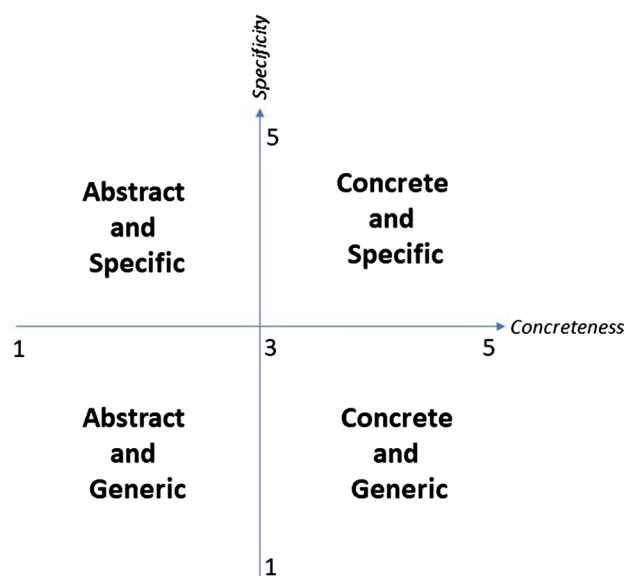 Specificity
5
Abstract
and
Specific
Concrete
and
Specific
Concreteness
1
3
5
Abstract
and
Generic
Concrete
and
Generic
1